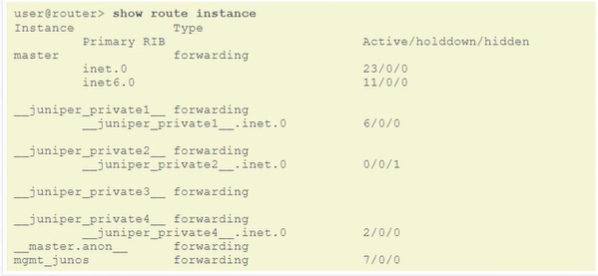 user@router> show route instance
Instance Type
Primary RIB Active/holddown/hidden
master forwarding
inet.0 23/0/0
inet6.0 11/0/0
__juniper_private1__ forwarding
__juniper_private1__.inet.0 6/0/0
__juniper_private2__ forwarding
__juniper_private2__.inet.0 0/0/1
__juniper_private3__ forwarding
__juniper_private4__ forwarding
__juniper_private4__.inet.0 2/0/0
__master.anon__ forwarding
mgmt_junos forwarding 7/0/0